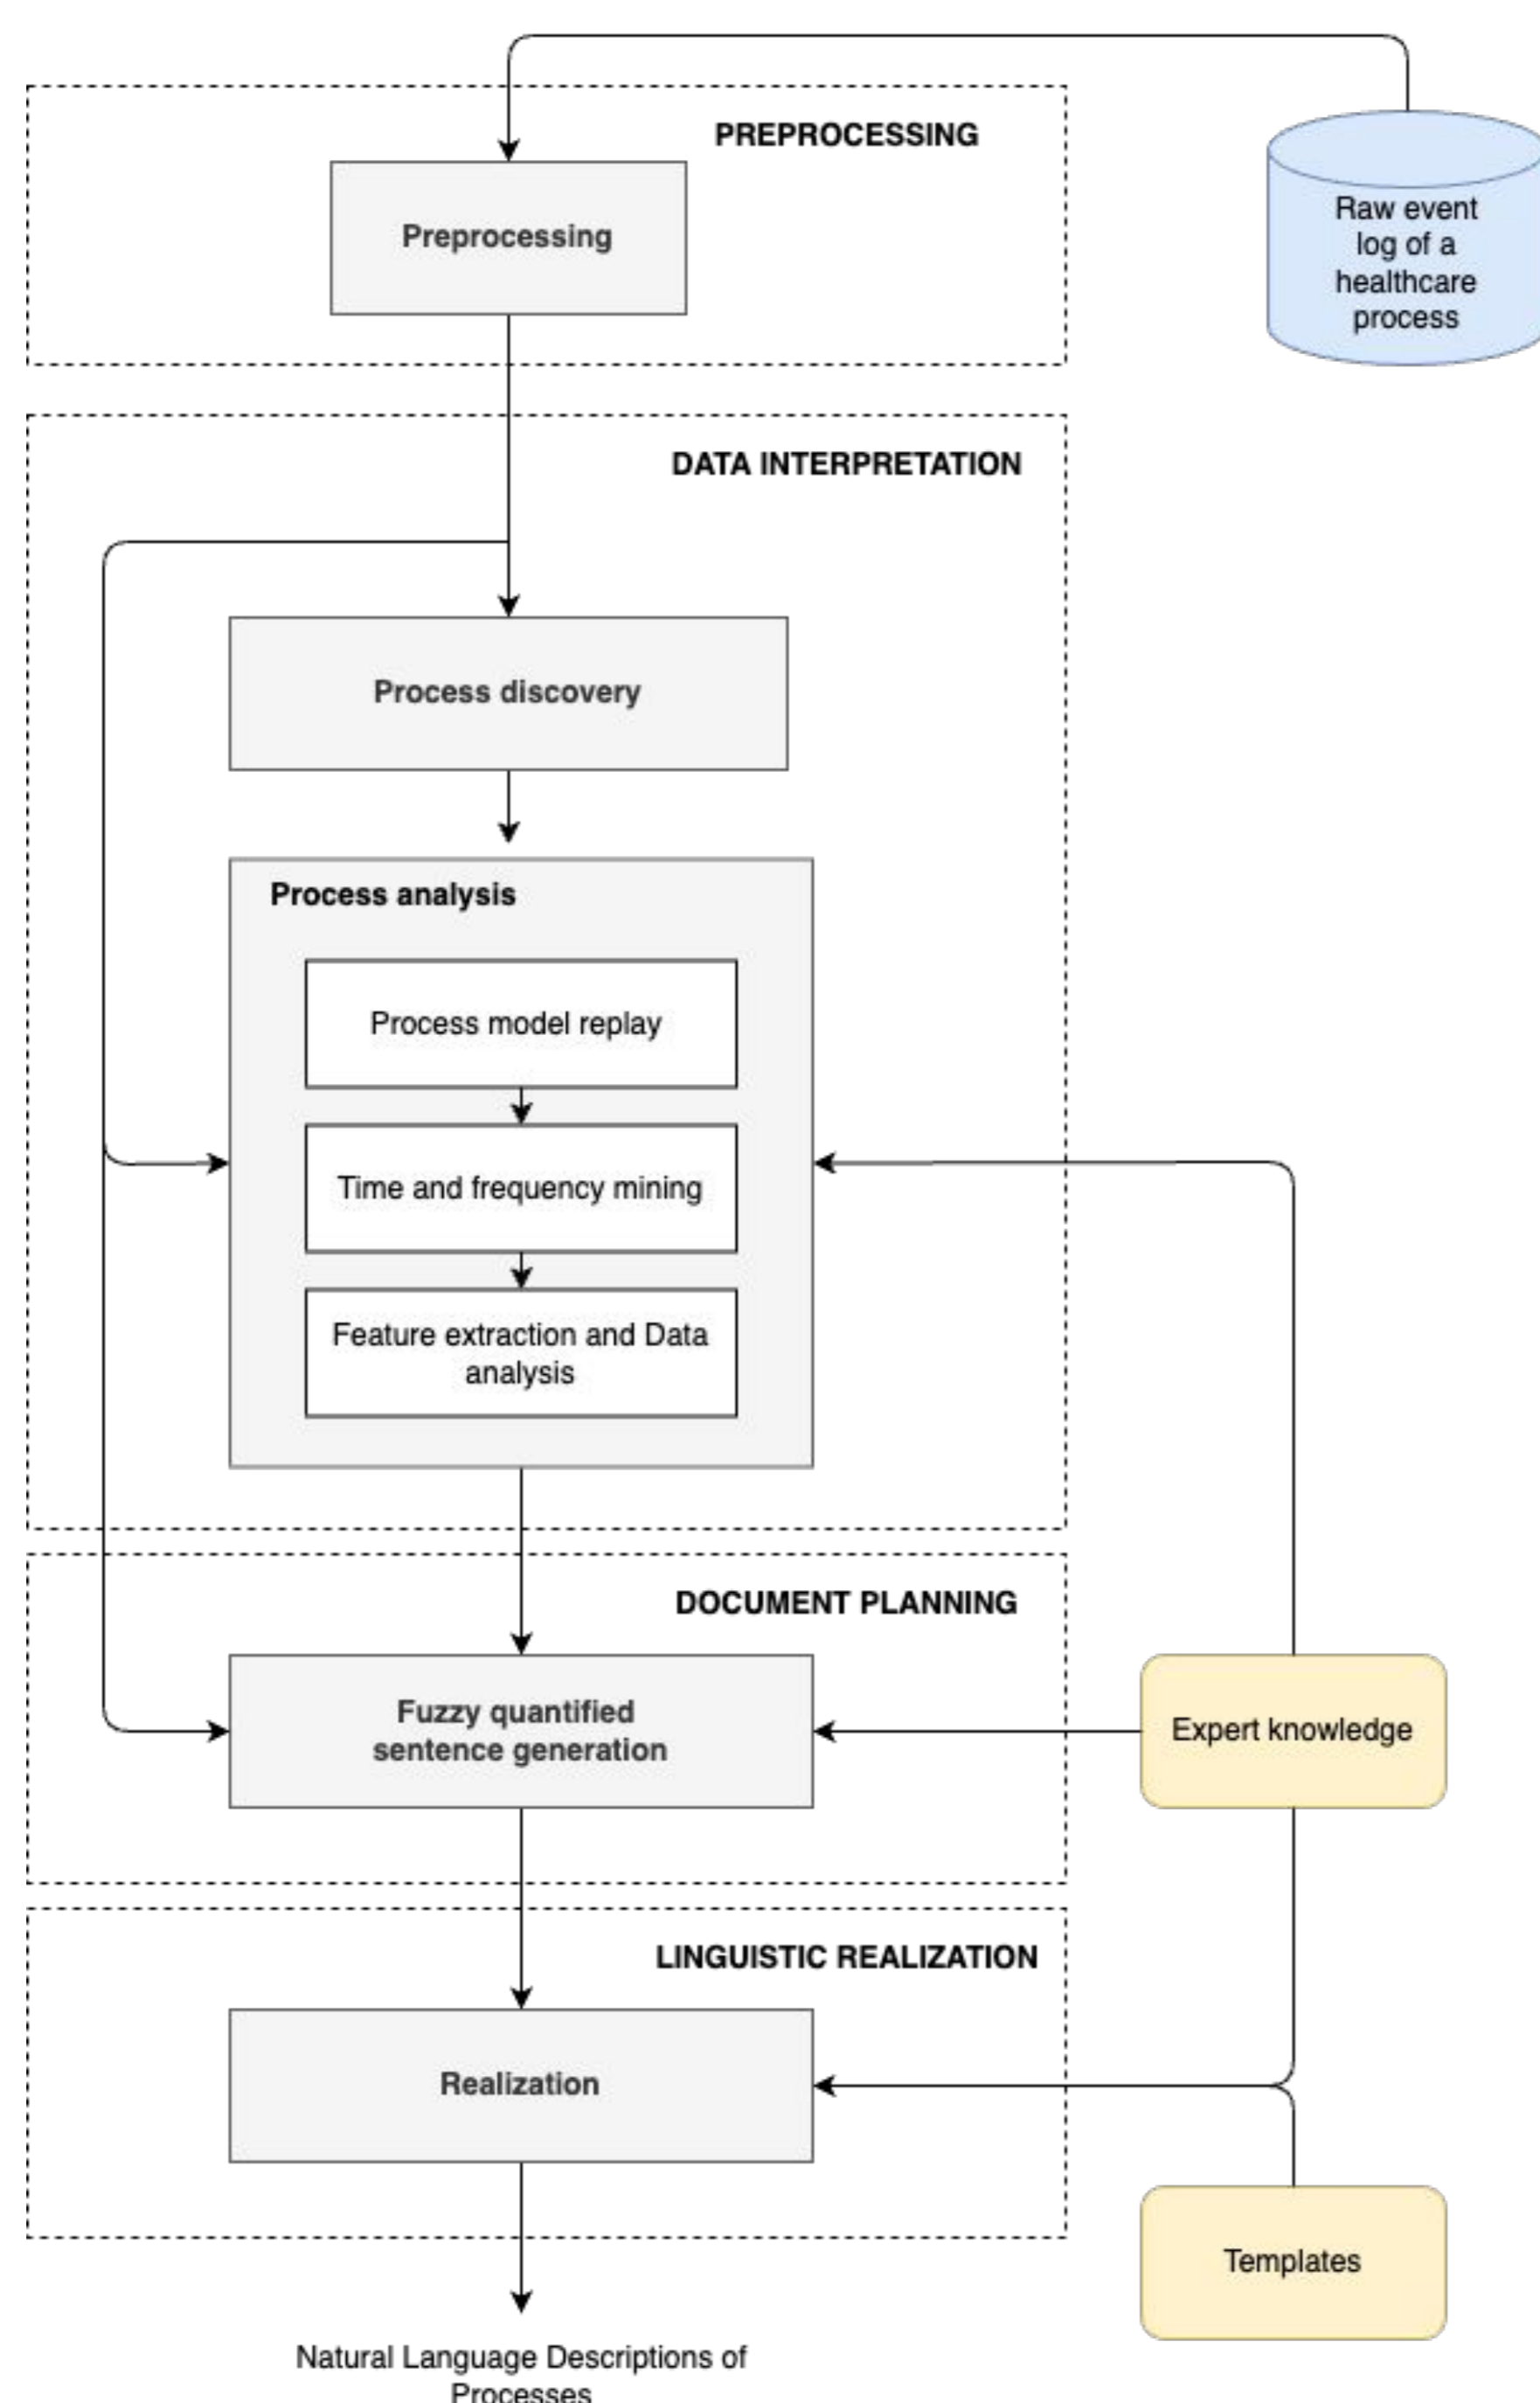 PREPROCESSING
Preprocessing
Raw event
log of a
healthcare
process
DATA INTERPRETATION
Process discovery
Process analysis
Process model replay
Time and frequency mining
Feature extraction and Data
analysis
DOCUMENT PLANNING
Fuzzy quantified
sentence generation
Expert knowledge
LINGUISTIC REALIZATION
Realization
Templates
Natural Language Descriptions of
Processes